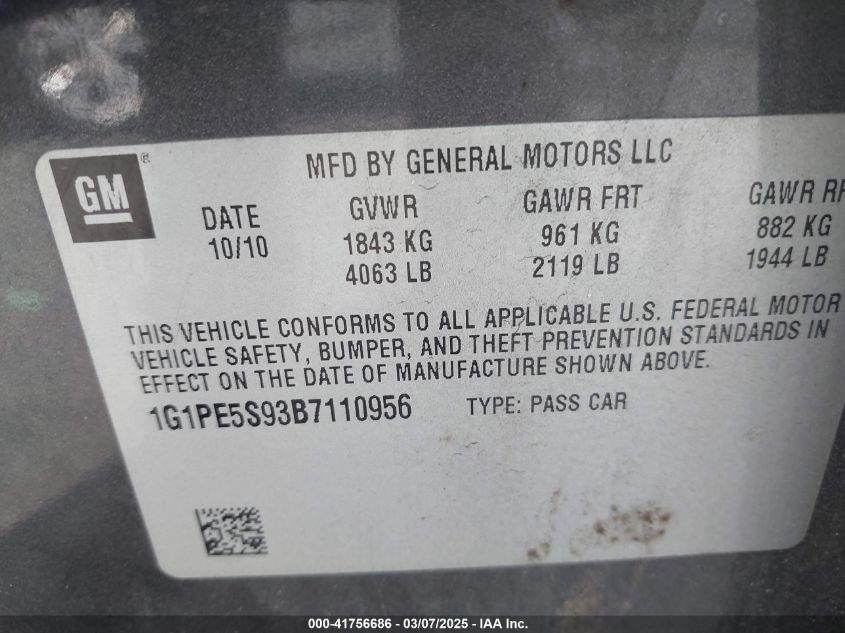 GM ®
MFD BY GENERAL MOTORS LLC
DATE GVWR GAWR FRT GAWR RR
10/10 1843 KG 961 KG 882 KG
4063 LB 2119 LB 1944 LB
THIS VEHICLE CONFORMS TO ALL APPLICABLE U.S. FEDERAL MOTOR
VEHICLE SAFETY, BUMPER, AND THEFT PREVENTION STANDARDS IN
EFFECT ON THE DATE OF MANUFACTURE SHOWN ABOVE.
1G1PE5S93B7110956 TYPE: PASS CAR
000-41756686 - 03/07/2025 - IAA Inc.